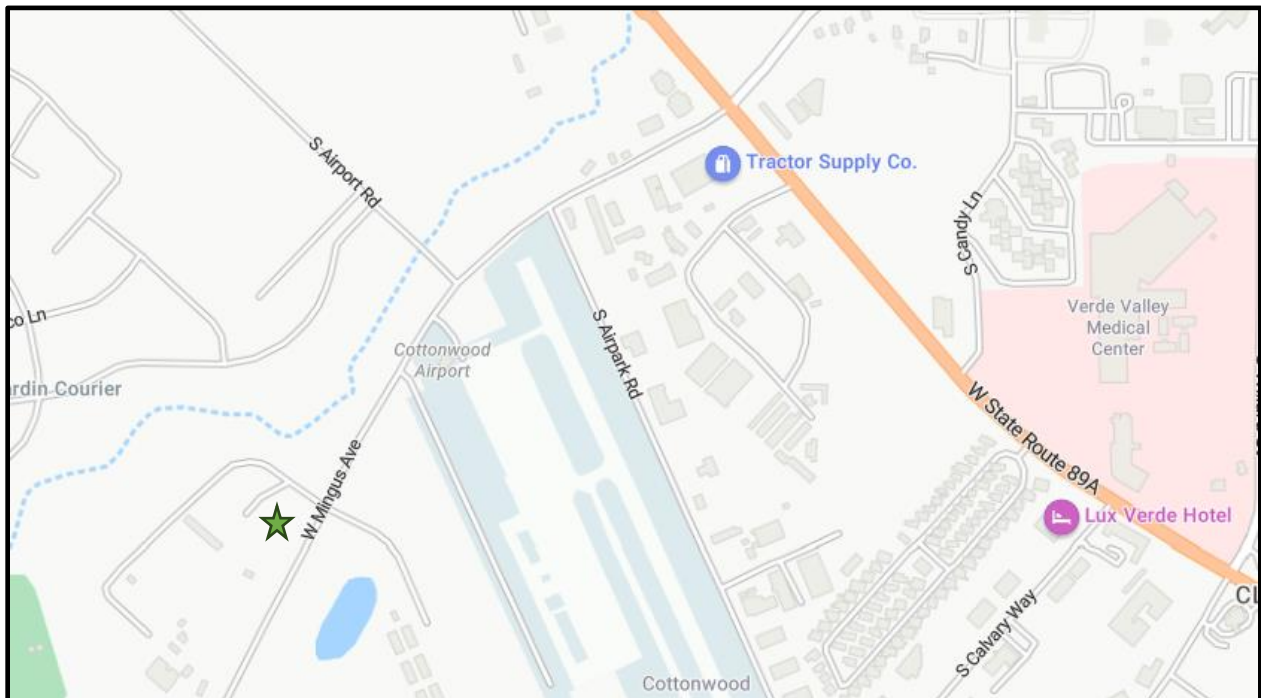 S Airport Rd
Tractor Supply Co.
S Candy Ln
Verde Valley
Medical
Center
co Ln
S Airpark Rd
Cottonwood
Airport
rdin Courier
W State Route 89A
W Mingus Ave
Lux Verde Hotel
CL
S Calvary Way
Cottonwood